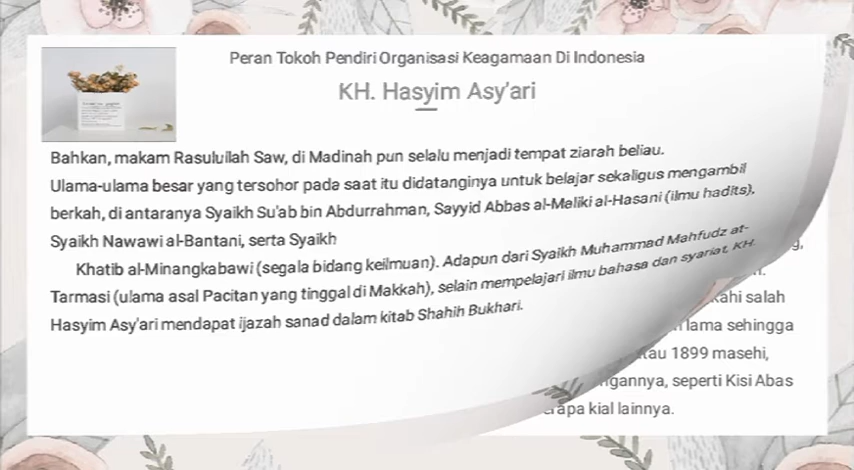 Peran Tokoh Pendiri Organisasi Keagamaan Di Indonesia
KH. Hasyim Asy'ari
Bahkan, makam Rasulullah Saw, di Madinah pun selalu menjadi tempat ziarah beliau.
Ulama-ulama besar yang tersohor pada saat itu didatanginya untuk belajar sekaligus mengambil
berkah, di antaranya Syaikh Su'ab bin Abdurrahman, Sayyid Abbas al-Maliki al-Hasani (ilmu hadits),
Syaikh Nawawi al-Bantani, serta Syaikh
Khatib al-Minangkabawi (segala bidang keilmuan). Adapun dari Syaikh Muhammad Mahfudz at-
Tarmasi (ulama asal Pacitan yang tinggal di Makkah), selain mempelajari ilmu bahasa dan syariat, KH.
Hasyim Asy'ari mendapat ijazah sanad dalam kitab Shahih Bukhari.
salah
lama sehingga
1899 masehi,
seperti Kisi Abas
kial lainnya.